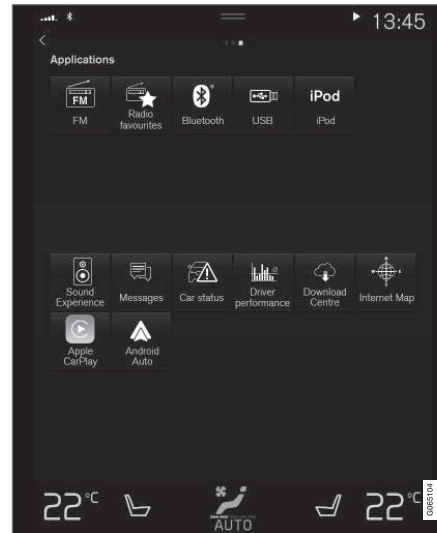 13:45
Applications
FM
FM
Radio
favourites
Bluetooth
USB
iPod
iPod
Sound
Experience
Messages
Car status
Driver
performance
Download
Centre
Internet Map
Apple
CarPlay
Android
Auto
22°C
AUTO
22°C
G065104